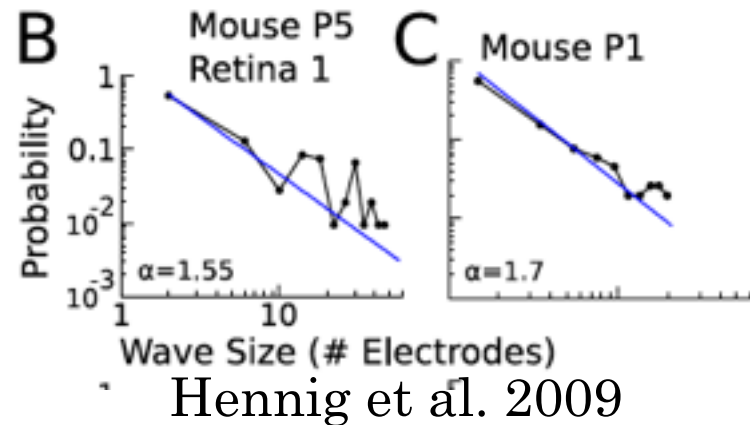 B
Mouse P5
Retina 1
Probability
1
0.1
10-2
10-3
α=1.55
1
10
C
Mouse P1
α=1.7
Wave Size (# Electrodes)
Hennig et al. 2009